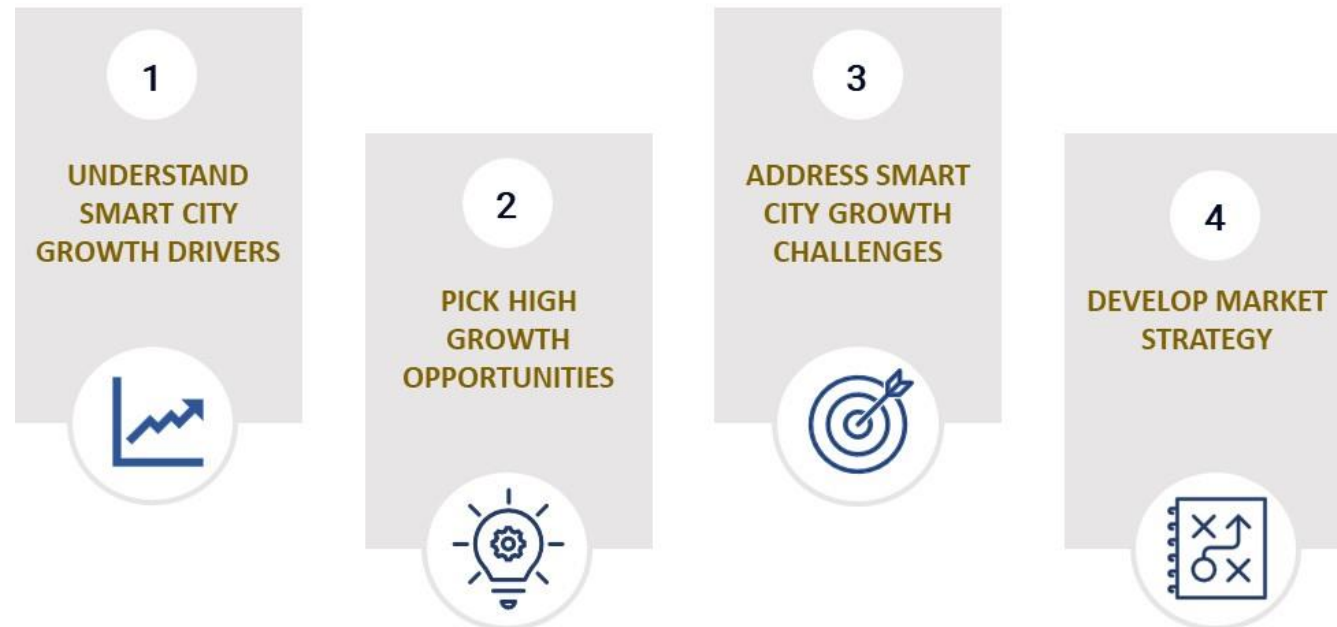 1
UNDERSTAND
SMART CITY
GROWTH DRIVERS
2
PICK HIGH
GROWTH
OPPORTUNITIES
3
ADDRESS SMART
CITY GROWTH
CHALLENGES
4
DEVELOP MARKET
STRATEGY